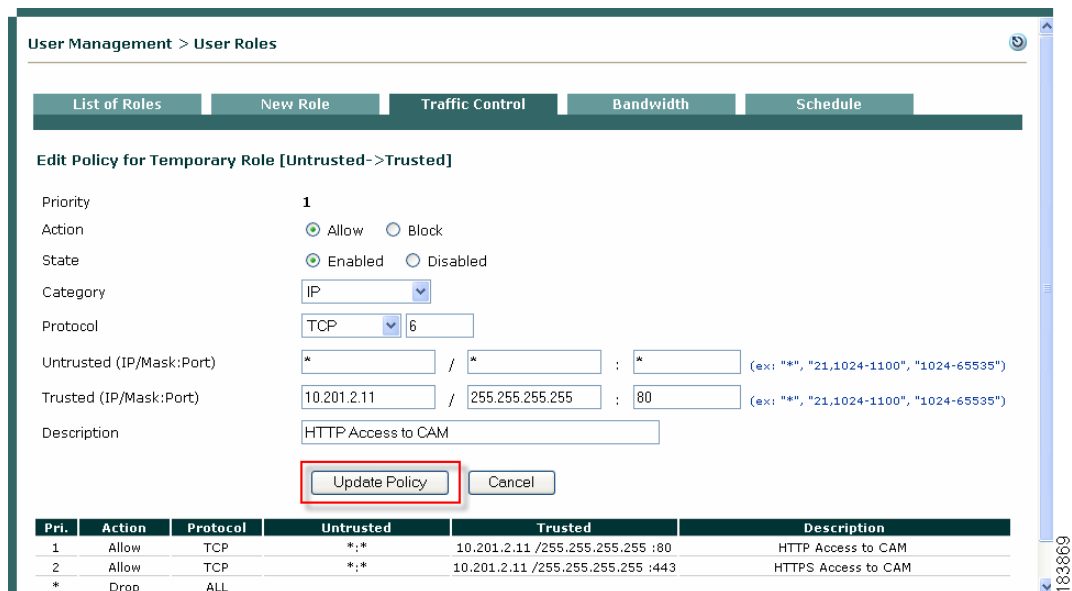 User Management > User Roles
List of Roles New Role Traffic Control Bandwidth Schedule
Edit Policy for Temporary Role [Untrusted->Trusted]
Priority 1
Action Allow Block
State Enabled Disabled
Category IP
Protocol TCP 6
Untrusted (IP/Mask:Port) * / * : * (ex: "*", "21,1024-1100", "1024-65535")
Trusted (IP/Mask:Port) 10.201.2.11 / 255.255.255.255 : 80 (ex: "*", "21,1024-1100", "1024-65535")
Description HTTP Access to CAM
Update Policy Cancel
Pri. Action Protocol Untrusted Trusted Description
1 Allow TCP *:* 10.201.2.11 /255.255.255.255 :80 HTTP Access to CAM
2 Allow TCP *:* 10.201.2.11 /255.255.255.255 :443 HTTPS Access to CAM
* Drop ALL
183869